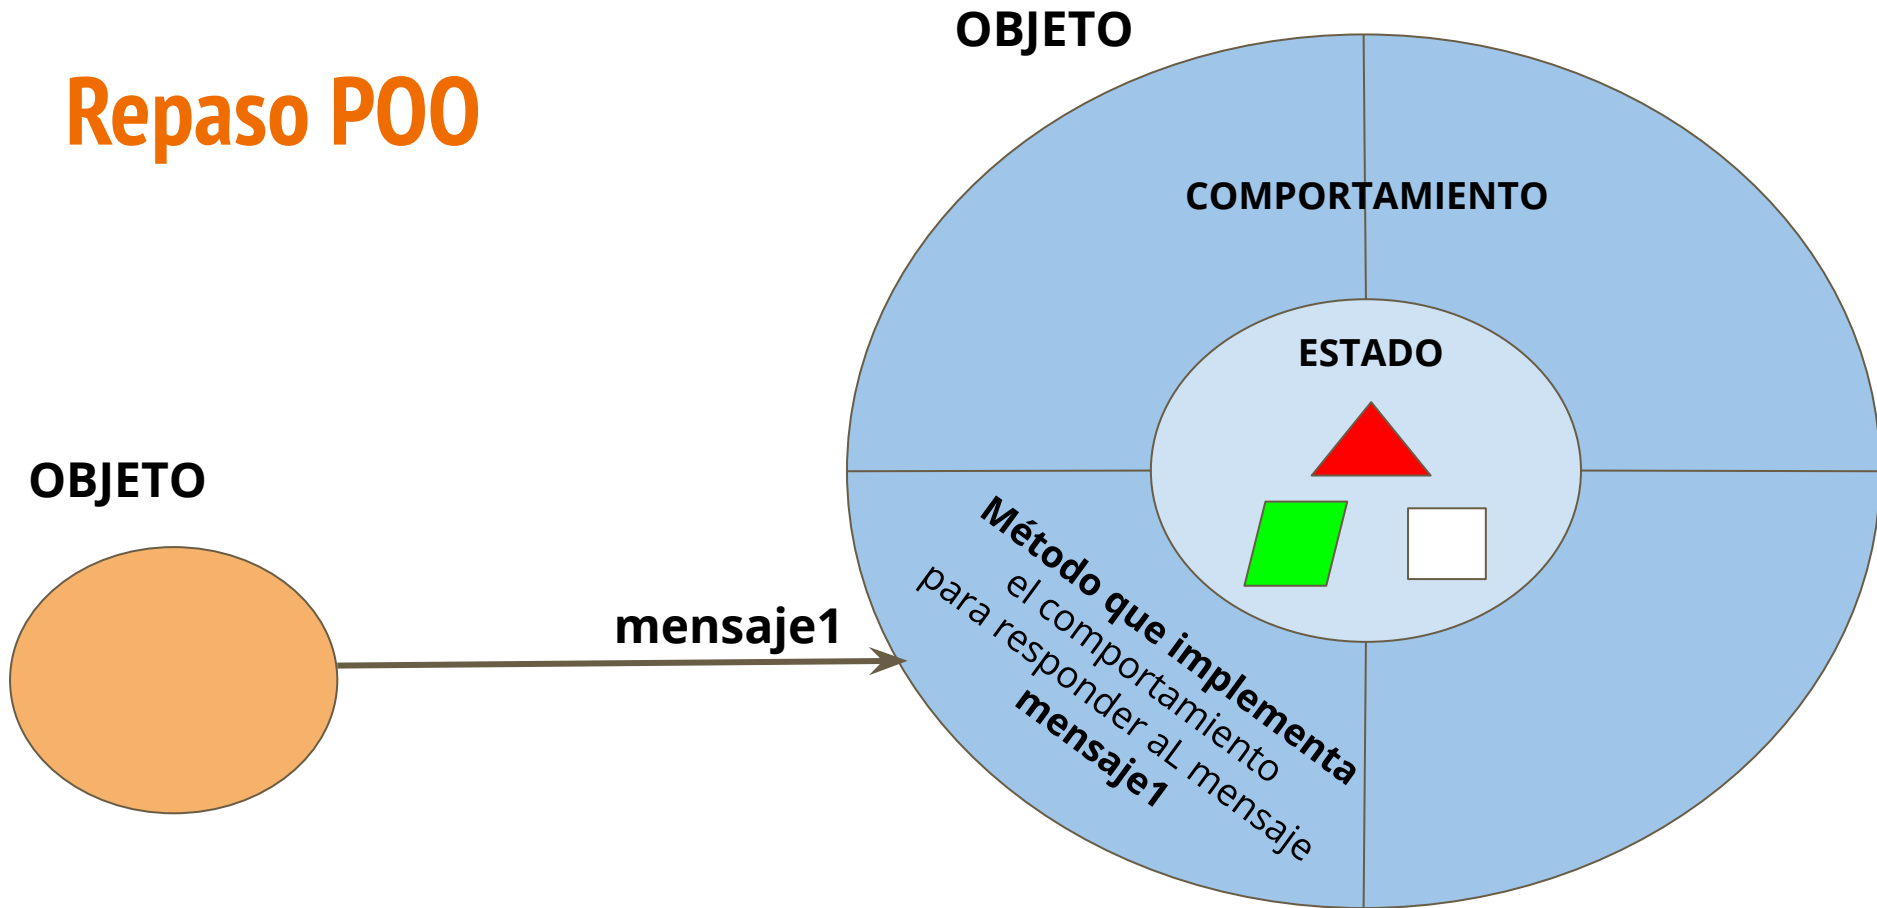 OBJETO
Repaso POO
COMPORTAMIENTO
ESTADO
OBJETO
mensaje1
Método que implementa
el comportamiento
para responder aL mensaje
mensaje1